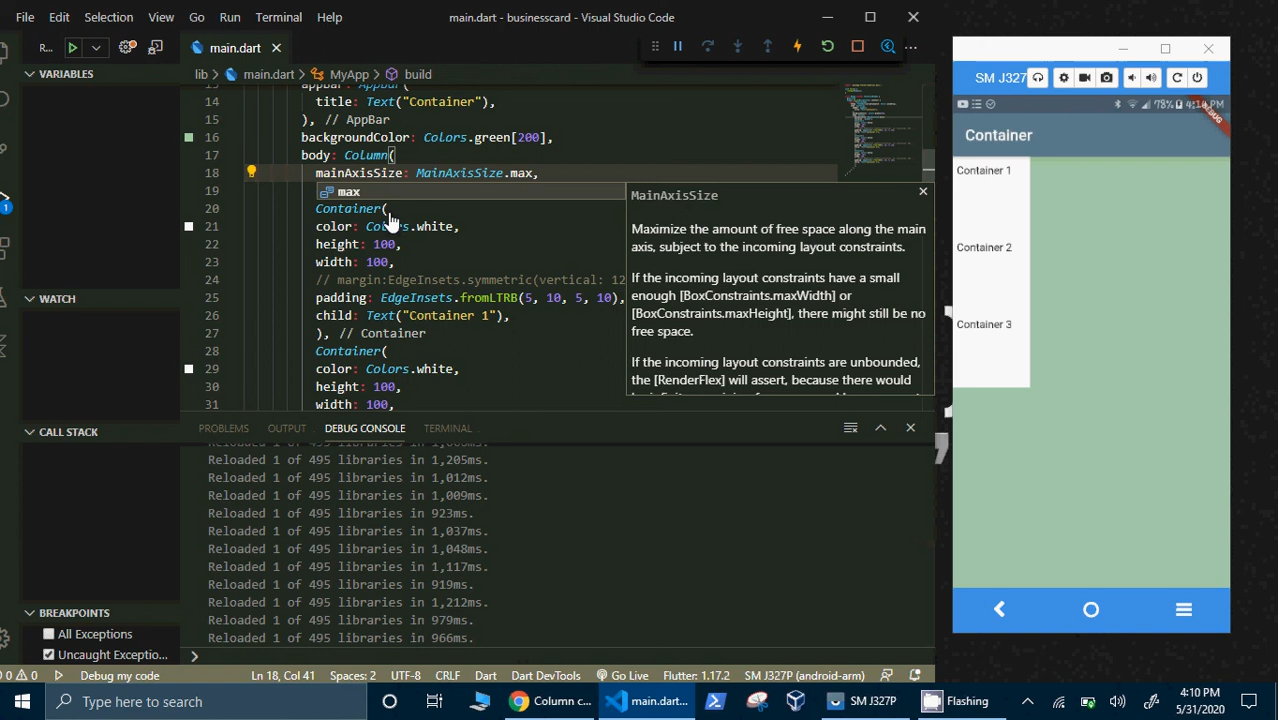 File Edit Selection View Go Run Terminal Help main.dart - businesscard - Visual Studio Code
R... main.dart
lib > main.dart > MyApp > build
VARIABLES
WATCH
CALL STACK
BREAKPOINTS
All Exceptions
Uncaught Exceptio...
14 title: Text("Container"),
15 ), // AppBar
16 backgroundColor: Colors.green[200],
17 body: Column(
18 mainAxisSize: MainAxisSize.max,
19 max
20 Container(
21 color: Colors.white,
22 height: 100,
23 width: 100,
24 // margin:EdgeInsets.symmetric(vertical: 12
25 padding: EdgeInsets.fromLTRB(5, 10, 5, 10),
26 child: Text("Container 1"),
27 ), // Container
28 Container(
29 color: Colors.white,
30 height: 100,
31 width: 100,
MainAxisSize
Maximize the amount of free space along the main
axis, subject to the incoming layout constraints.
If the incoming layout constraints have a small
enough [BoxConstraints.maxWidth] or
[BoxConstraints.maxHeight], there might still be no
free space.
If the incoming layout constraints are unbounded,
the [RenderFlex] will assert, because there would
PROBLEMS OUTPUT DEBUG CONSOLE TERMINAL
Reloaded 1 of 495 libraries in 1,205ms.
Reloaded 1 of 495 libraries in 1,012ms.
Reloaded 1 of 495 libraries in 1,009ms.
Reloaded 1 of 495 libraries in 923ms.
Reloaded 1 of 495 libraries in 1,037ms.
Reloaded 1 of 495 libraries in 1,048ms.
Reloaded 1 of 495 libraries in 1,117ms.
Reloaded 1 of 495 libraries in 919ms.
Reloaded 1 of 495 libraries in 1,212ms.
Reloaded 1 of 495 libraries in 979ms.
Reloaded 1 of 495 libraries in 966ms.
0 0 Debug my code Ln 18, Col 41 Spaces: 2 UTF-8 CRLF Dart Dart DevTools Go Live Flutter: 1.17.2 SM J327P (android-arm)
SM J327
78% 4:10 PM
DEBUG
Container
Container 1
Container 2
Container 3
Type here to search
Column c...
main.dart...
SM J327P
Flashing
4:10 PM
5/31/2020